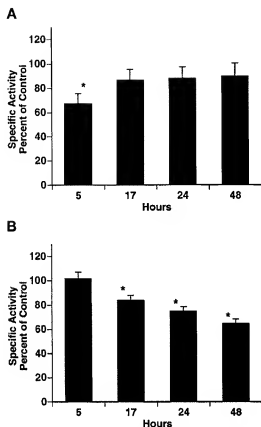 A
Specific Activity
Percent of Control
120
100
80
60
40
20
0
*
5 17 24 48
Hours
B
Specific Activity
Percent of Control
120
100
80
60
40
20
0
* * *
5 17 24 48
Hours